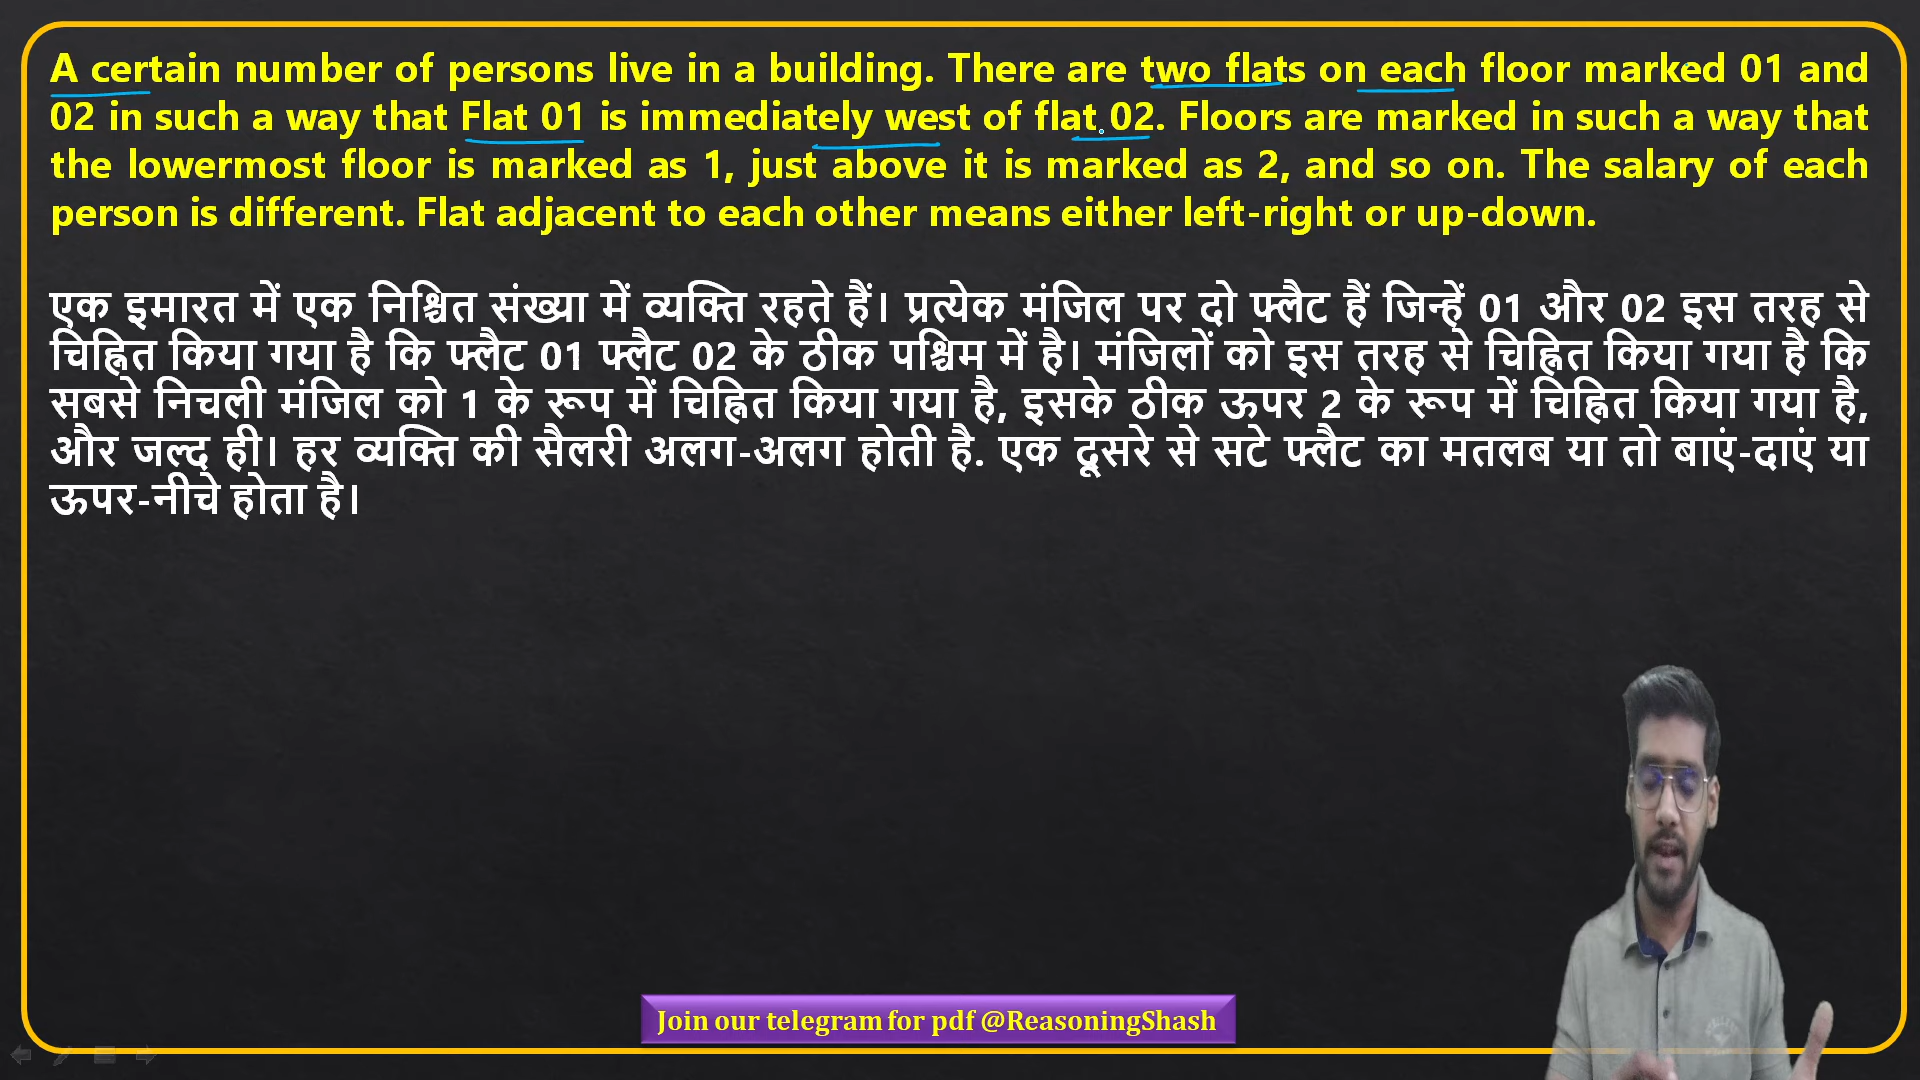 A certain number of persons live in a building. There are two flats on each floor marked 01 and
02 in such a way that Flat 01 is immediately west of flat 02. Floors are marked in such a way that
the lowermost floor is marked as 1, just above it is marked as 2, and so on. The salary of each
person is different. Flat adjacent to each other means either left-right or up-down.
एक इमारत में एक निश्चित संख्या में व्यक्ति रहते हैं। प्रत्येक मंजिल पर दो फ्लैट हैं जिन्हें 01 और 02 इस तरह से
चिह्नित किया गया है कि फ्लैट 01 फ्लैट 02 के ठीक पश्चिम में है। मंजिलों को इस तरह से चिह्नित किया गया है कि
सबसे निचली मंजिल को 1 के रूप में चिह्नित किया गया है, इसके ठीक ऊपर 2 के रूप में चिह्नित किया गया है,
और जल्द ही। हर व्यक्ति की सैलरी अलग-अलग होती है. एक दूसरे से सटे फ्लैट का मतलब या तो बाएं-दाएं या
ऊपर-नीचे होता है।
Join our telegram for pdf @ReasoningShash